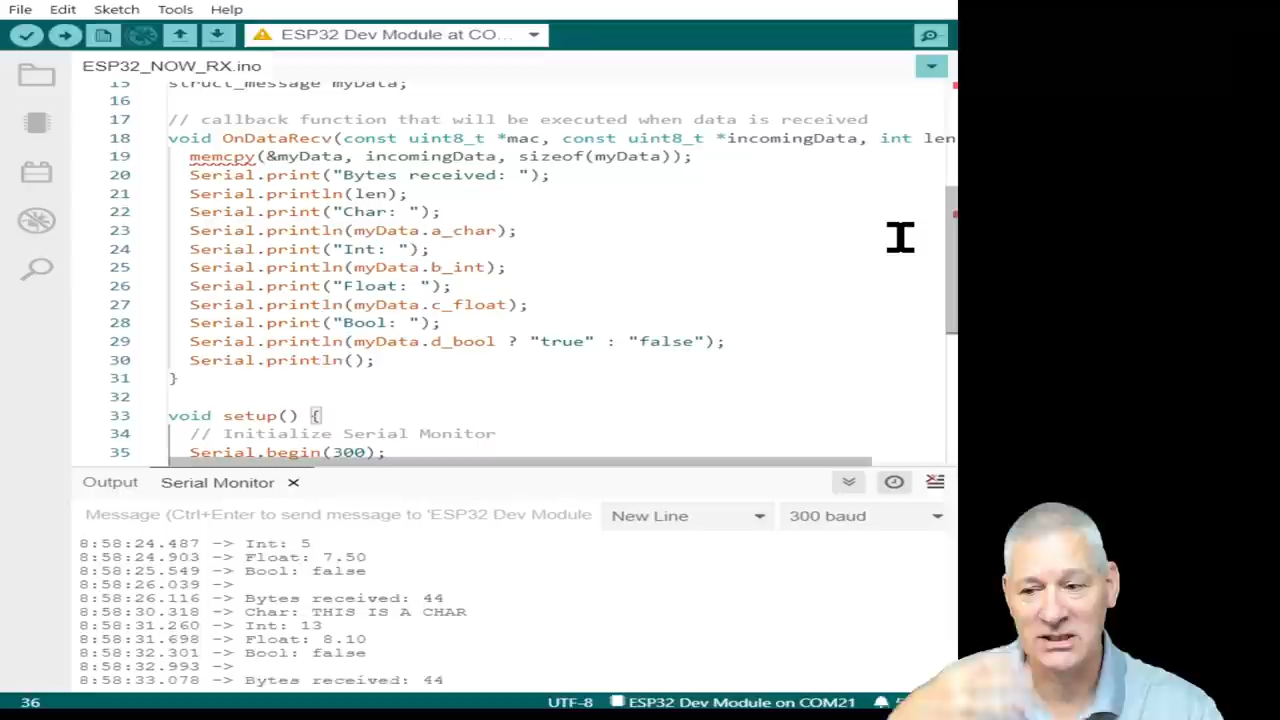 File Edit Sketch Tools Help
ESP32 Dev Module at CO...
ESP32_NOW_RX.ino
15 struct_message myData;
16
17 // callback function that will be executed when data is received
18 void OnDataRecv(const uint8_t *mac, const uint8_t *incomingData, int len
19 memcpy(&myData, incomingData, sizeof(myData));
20 Serial.print("Bytes received: ");
21 Serial.println(len);
22 Serial.print("Char: ");
23 Serial.println(myData.a_char);
24 Serial.print("Int: ");
25 Serial.println(myData.b_int);
26 Serial.print("Float: ");
27 Serial.println(myData.c_float);
28 Serial.print("Bool: ");
29 Serial.println(myData.d_bool ? "true" : "false");
30 Serial.println();
31 }
32
33 void setup() {
34 // Initialize Serial Monitor
35 Serial.begin(300);
Output Serial Monitor
Message (Ctrl+Enter to send message to 'ESP32 Dev Module New Line 300 baud
8:58:24.487 -> Int: 5
8:58:24.903 -> Float: 7.50
8:58:25.549 -> Bool: false
8:58:26.039 ->
8:58:26.116 -> Bytes received: 44
8:58:30.318 -> Char: THIS IS A CHAR
8:58:31.260 -> Int: 13
8:58:31.698 -> Float: 8.10
8:58:32.301 -> Bool: false
8:58:32.993 ->
8:58:33.078 -> Bytes received: 44
36 UTF-8 ESP32 Dev Module on COM21